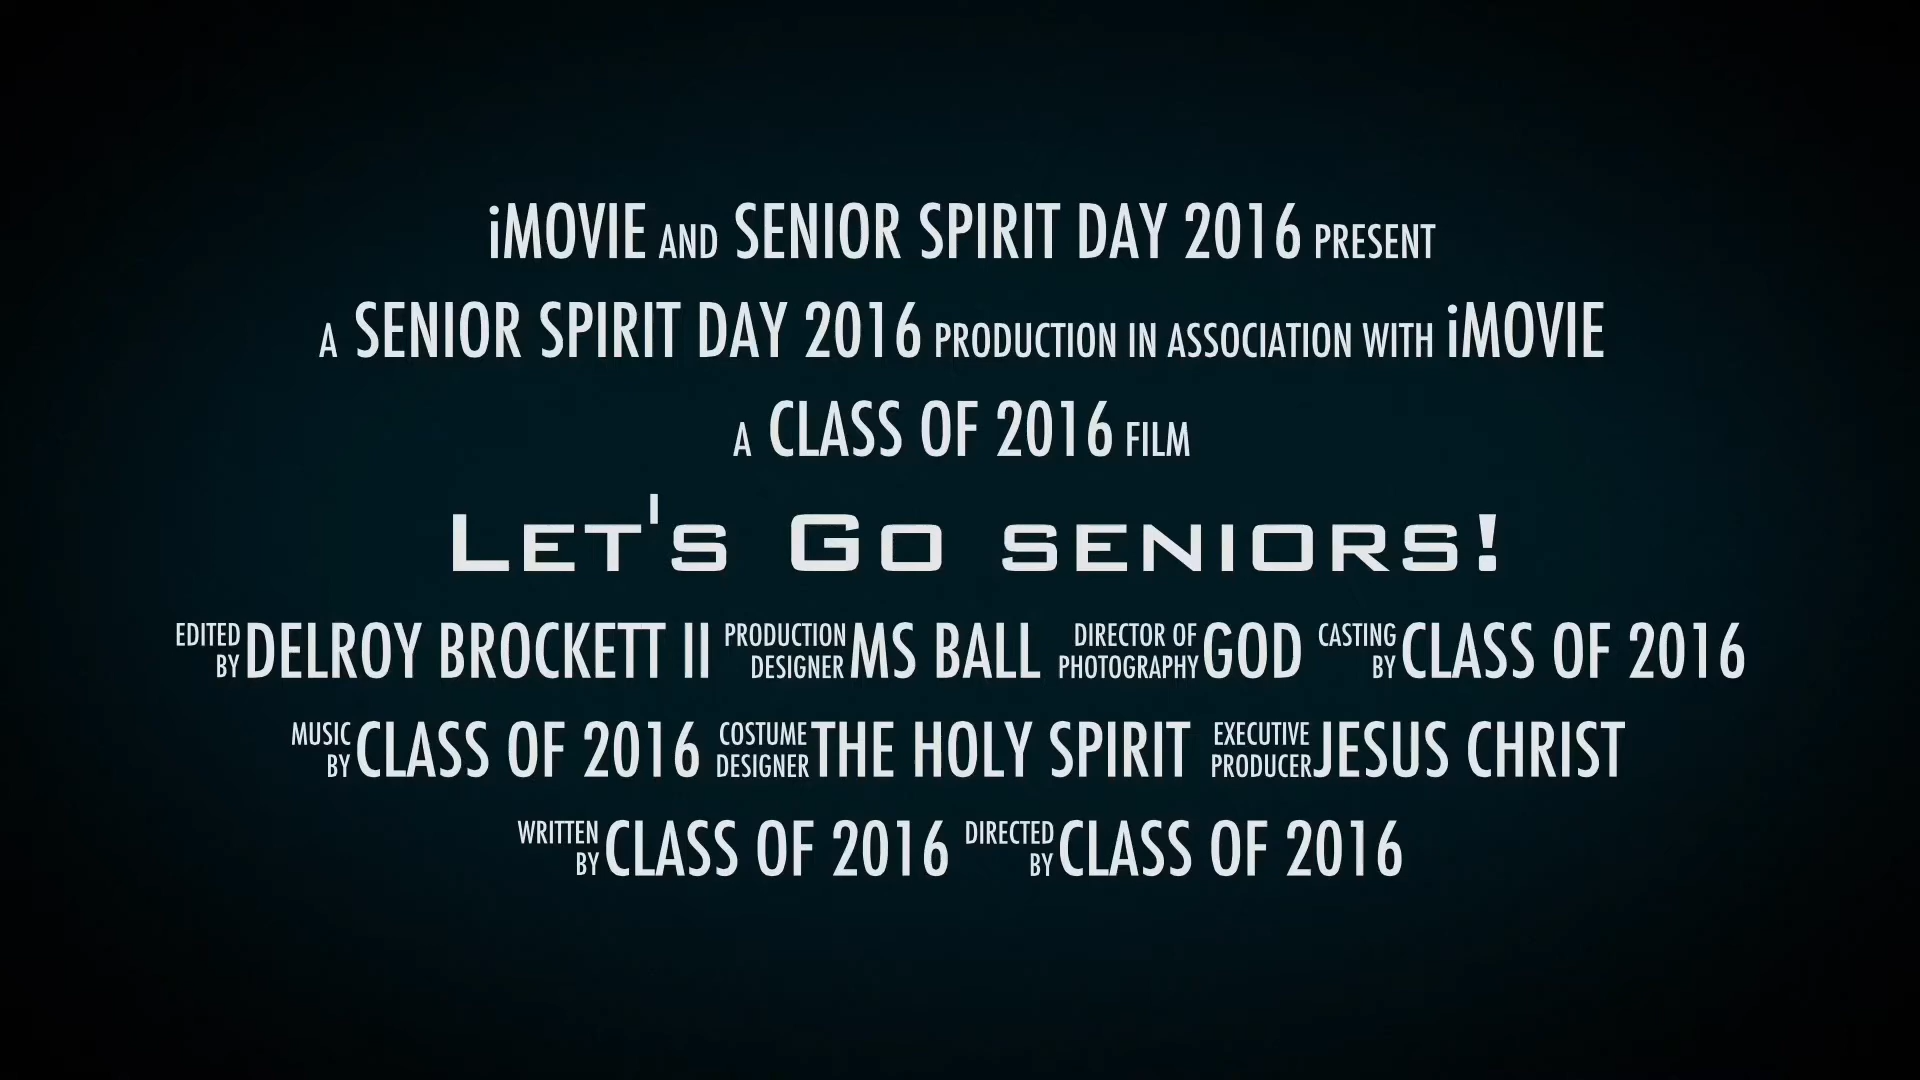 iMOVIE AND SENIOR SPIRIT DAY 2016 PRESENT
A SENIOR SPIRIT DAY 2016 PRODUCTION IN ASSOCIATION WITH iMOVIE
A CLASS OF 2016 FILM
LET'S GO SENIORS!
EDITED BY DELROY BROCKETT II PRODUCTION DESIGNER MS BALL DIRECTOR OF PHOTOGRAPHY GOD CASTING BY CLASS OF 2016
MUSIC BY CLASS OF 2016 COSTUME DESIGNER THE HOLY SPIRIT EXECUTIVE PRODUCER JESUS CHRIST
WRITTEN BY CLASS OF 2016 DIRECTED BY CLASS OF 2016